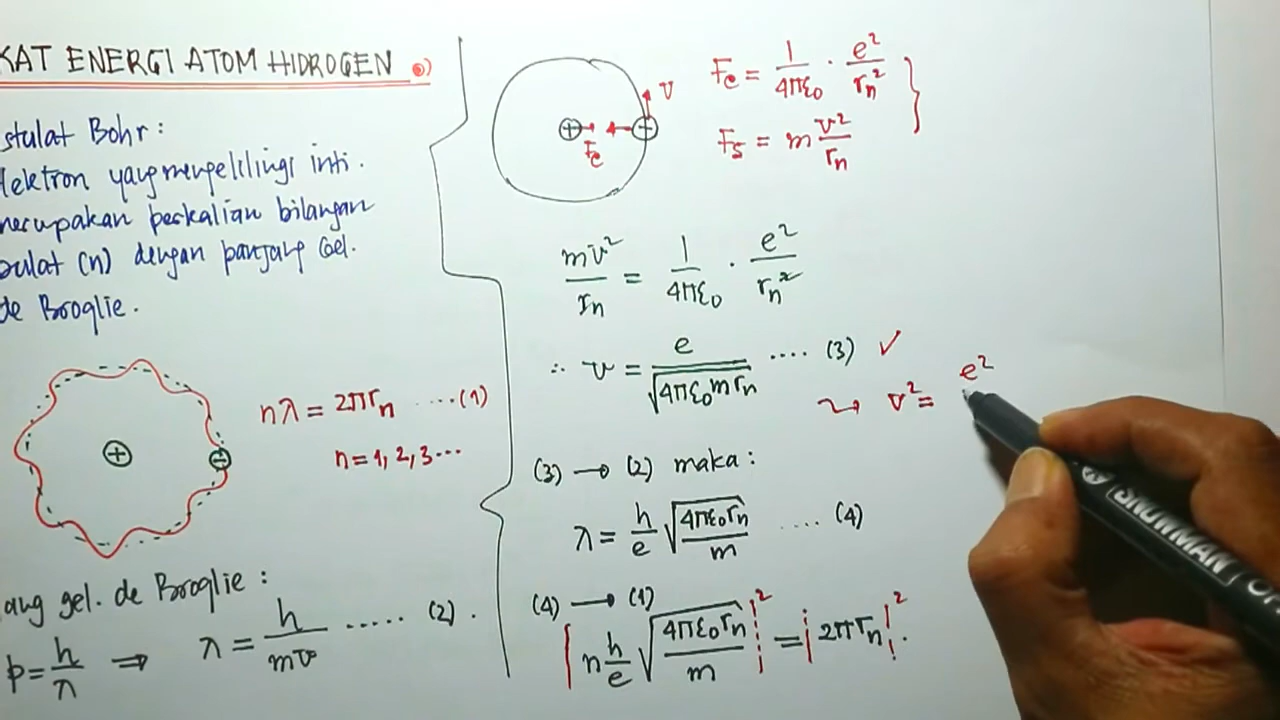 KAT ENERGI ATOM HIDROGEN
stulat Bohr :
lektron yang mengelilingi inti.
merupakan perkalian bilangan
bulat (n) dengan panjang Gel.
de Broglie.
nλ = 2πrₙ ....(1)
n = 1, 2, 3 ...
+
−
ang gel. de Broglie :
p = h/λ ⇒ λ = h/mv ..... (2) .
v
+
−
Fe
Fe = 1/4πε₀ · e²/rₙ²
Fs = m v²/rₙ
mv²/rₙ = 1/4πε₀ · e²/rₙ²
∴ v = e/√4πε₀mrₙ .... (3) ✓
⇝ v² = e²
(3) → (2) maka :
λ = h/e √4πε₀rₙ/m .... (4)
(4) → (1)
|n h/e √4πε₀rₙ/m|² = |2πrₙ|² .
SNOWMAN